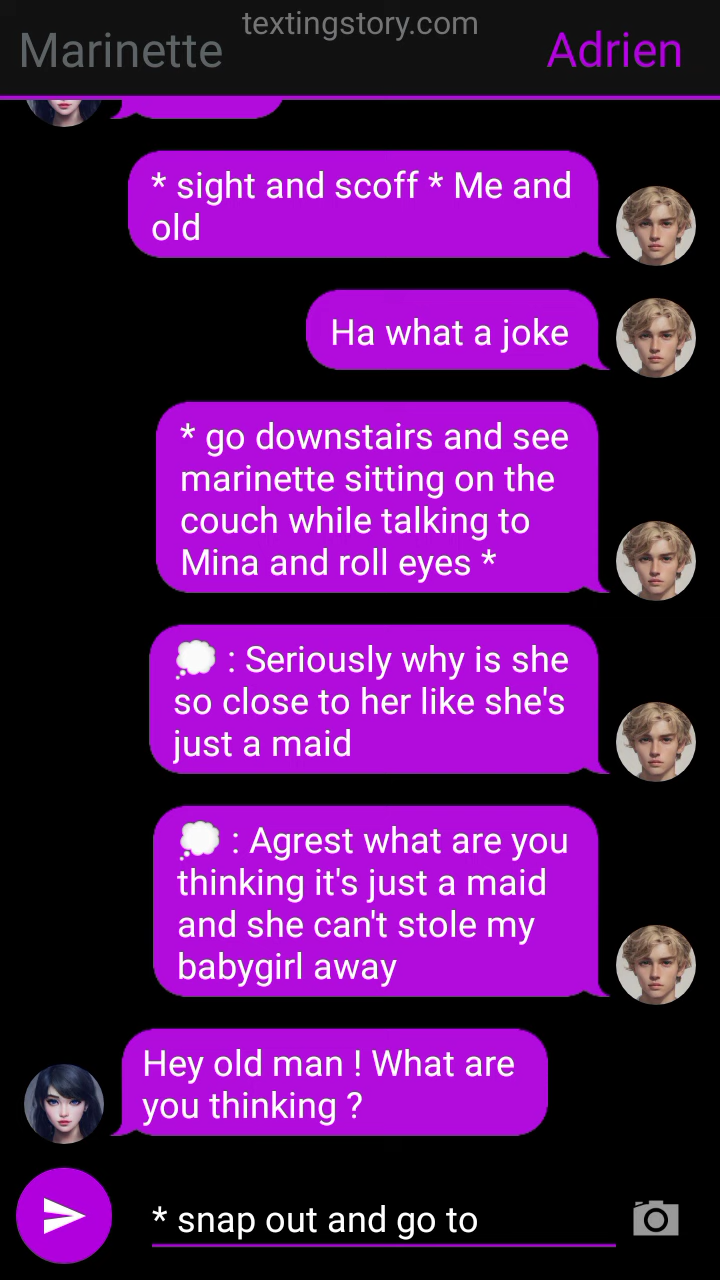 textingstory.com
Marinette
Adrien
* sight and scoff * Me and
old
Ha what a joke
* go downstairs and see
marinette sitting on the
couch while talking to
Mina and roll eyes *
💭 : Seriously why is she
so close to her like she's
just a maid
💭 : Agrest what are you
thinking it's just a maid
and she can't stole my
babygirl away
Hey old man ! What are
you thinking ?
* snap out and go to